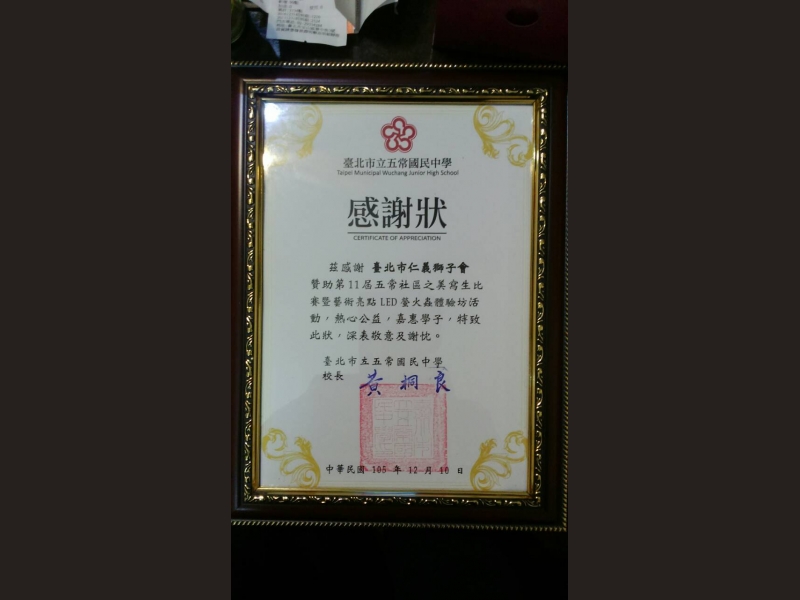 臺北市立五常國民中學
Taipei Municipal Wuchang Junior High School
感謝狀
CERTIFICATE OF APPRECIATION
茲感謝 臺北市仁義獅子會
贊助第11屆五常社區之美寫生比
賽暨藝術亮點LED螢火蟲體驗坊活
動，熱心公益，嘉惠學子，特致
此狀，深表敬意及謝忱。
臺北市立五常國民中學
校長 黃桐良
中華民國 105 年 12 月 10 日